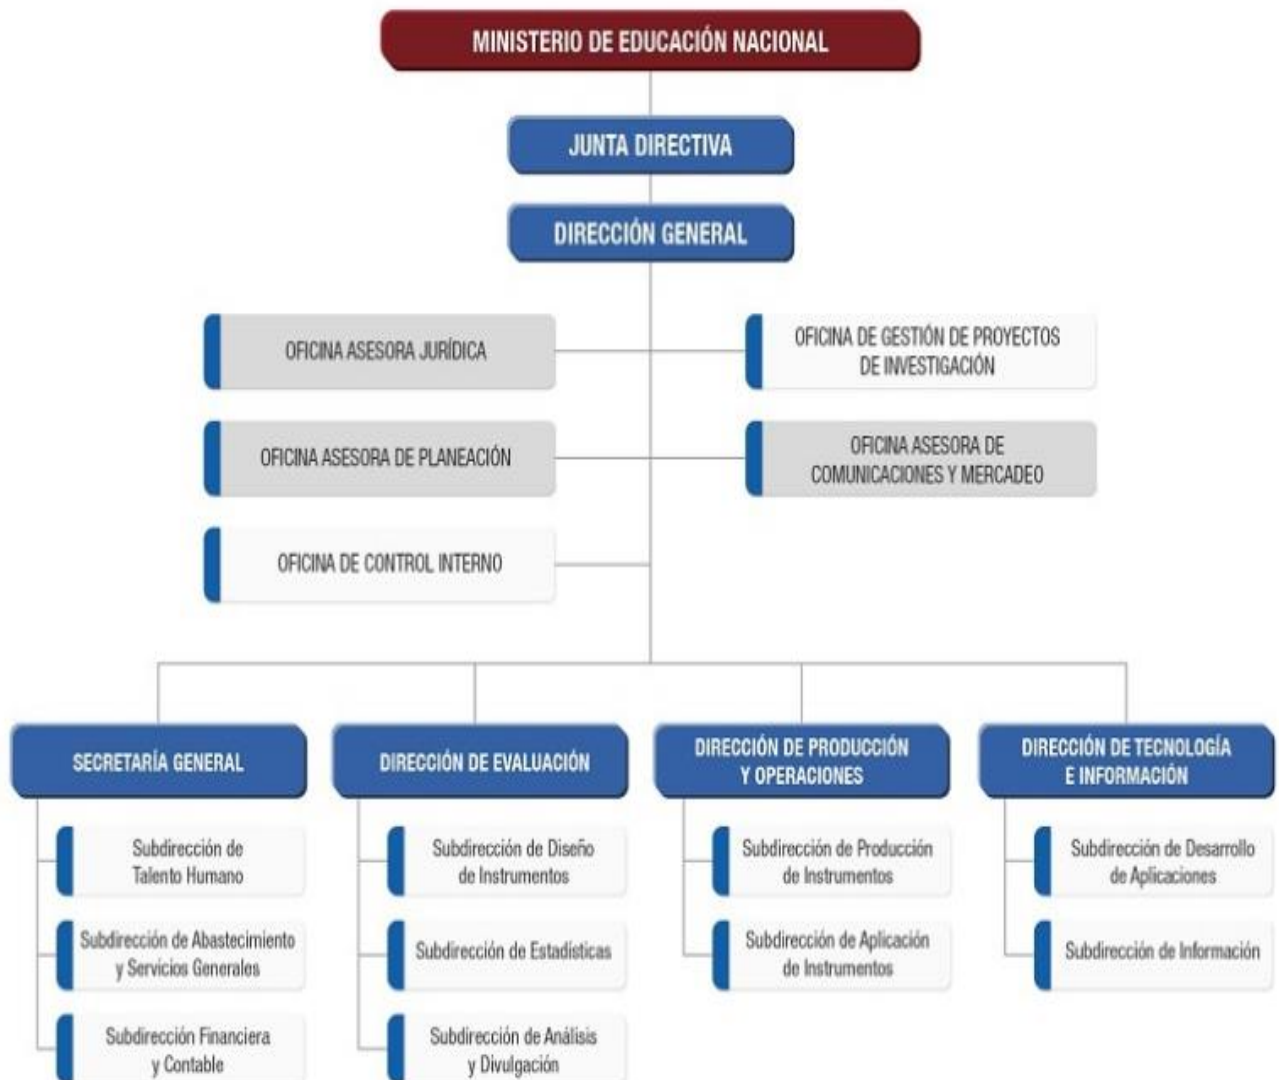 MINISTERIO DE EDUCACIÓN NACIONAL
JUNTA DIRECTIVA
DIRECCIÓN GENERAL
OFICINA ASESORA JURÍDICA
OFICINA DE GESTIÓN DE PROYECTOS
DE INVESTIGACIÓN
OFICINA ASESORA DE PLANEACIÓN
OFICINA ASESORA DE
COMUNICACIONES Y MERCADEO
OFICINA DE CONTROL INTERNO
SECRETARÍA GENERAL
Subdirección de
Talento Humano
Subdirección de Abastecimiento
y Servicios Generales
Subdirección Financiera
y Contable
DIRECCIÓN DE EVALUACIÓN
Subdirección de Diseño
de Instrumentos
Subdirección de Estadísticas
Subdirección de Análisis
y Divulgación
DIRECCIÓN DE PRODUCCIÓN
Y OPERACIONES
Subdirección de Producción
de Instrumentos
Subdirección de Aplicación
de Instrumentos
DIRECCIÓN DE TECNOLOGÍA
E INFORMACIÓN
Subdirección de Desarrollo
de Aplicaciones
Subdirección de Información